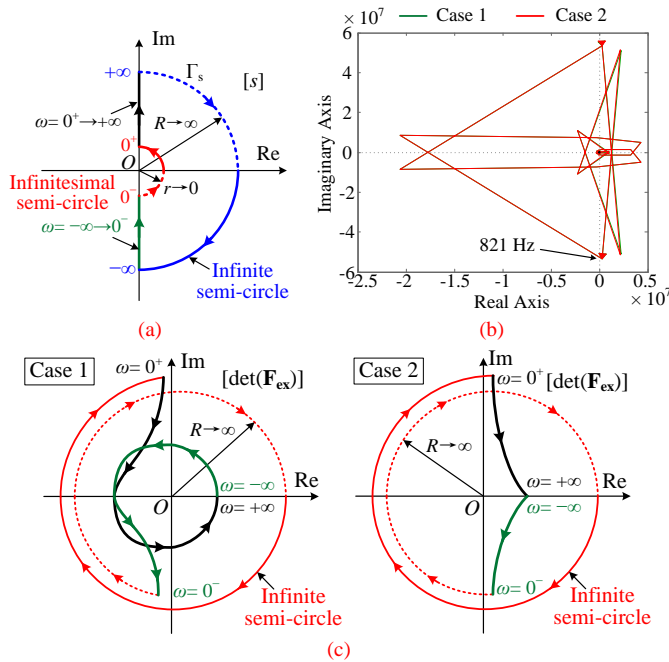 Im
+∞
Γs
[s]
ω= 0⁺→+∞
R→∞
0⁺
O
Re
Infinitesimal
semi-circle
r→0
0⁻
ω= −∞→0⁻
−∞
Infinite
semi-circle
(a)
× 10⁷
Case 1
Case 2
6
4
2
0
-2
-4
-6
Imaginary Axis
821 Hz
-2.5
-2
-1.5
-1
-0.5
0
0.5
Real Axis
× 10⁷
(b)
Case 1
ω= 0⁺
Im
[det(Fex)]
R→∞
Re
ω= −∞
ω= +∞
O
ω= 0⁻
Infinite
semi-circle
Case 2
Im
ω= 0⁺
[det(Fex)]
R→∞
ω= +∞
Re
O
ω= −∞
ω= 0⁻
Infinite
semi-circle
(c)